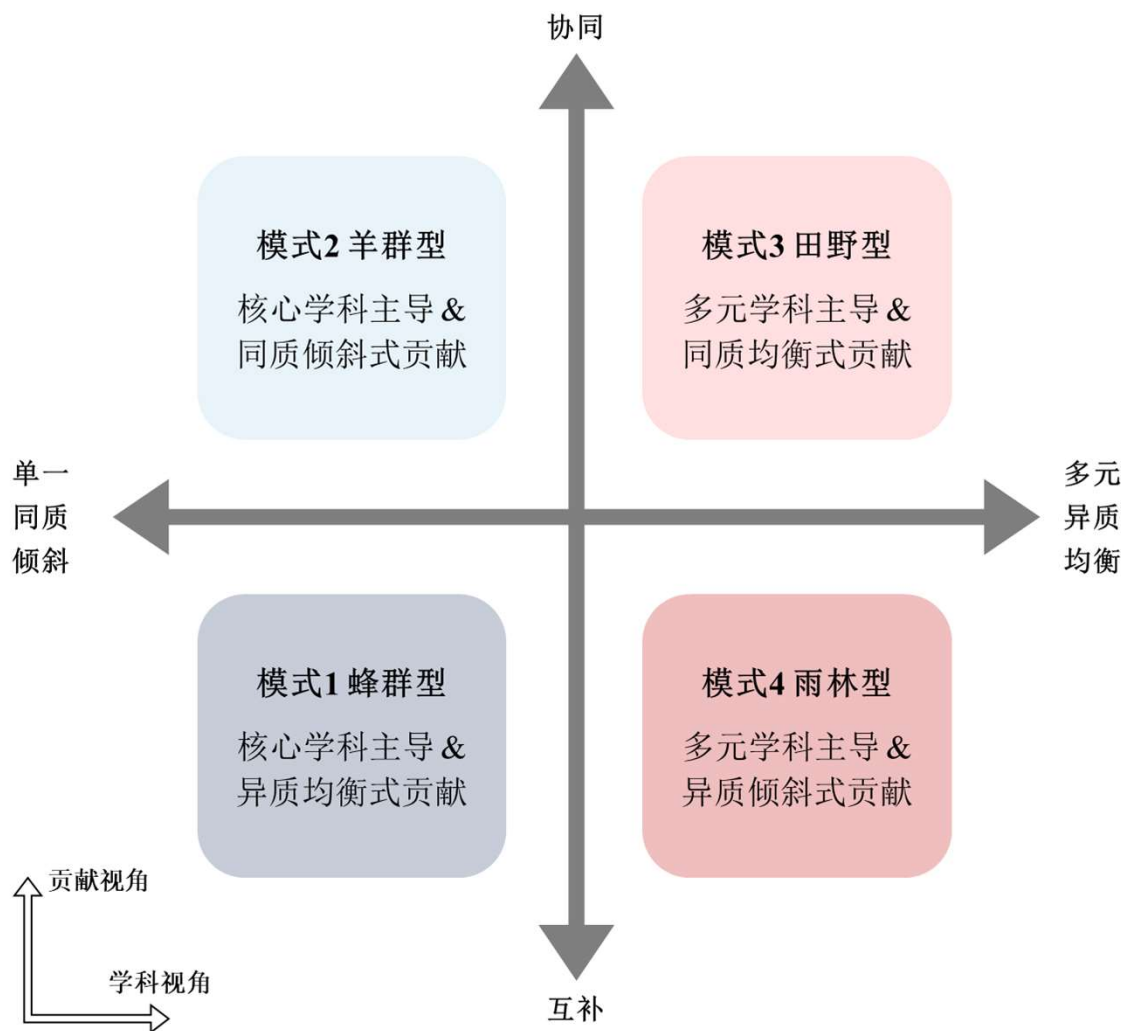 协同
模式2 羊群型
核心学科主导 &
同质倾斜式贡献
模式3 田野型
多元学科主导 &
同质均衡式贡献
单一
同质
倾斜
多元
异质
均衡
模式1 蜂群型
核心学科主导 &
异质均衡式贡献
模式4 雨林型
多元学科主导 &
异质倾斜式贡献
贡献视角
学科视角
互补